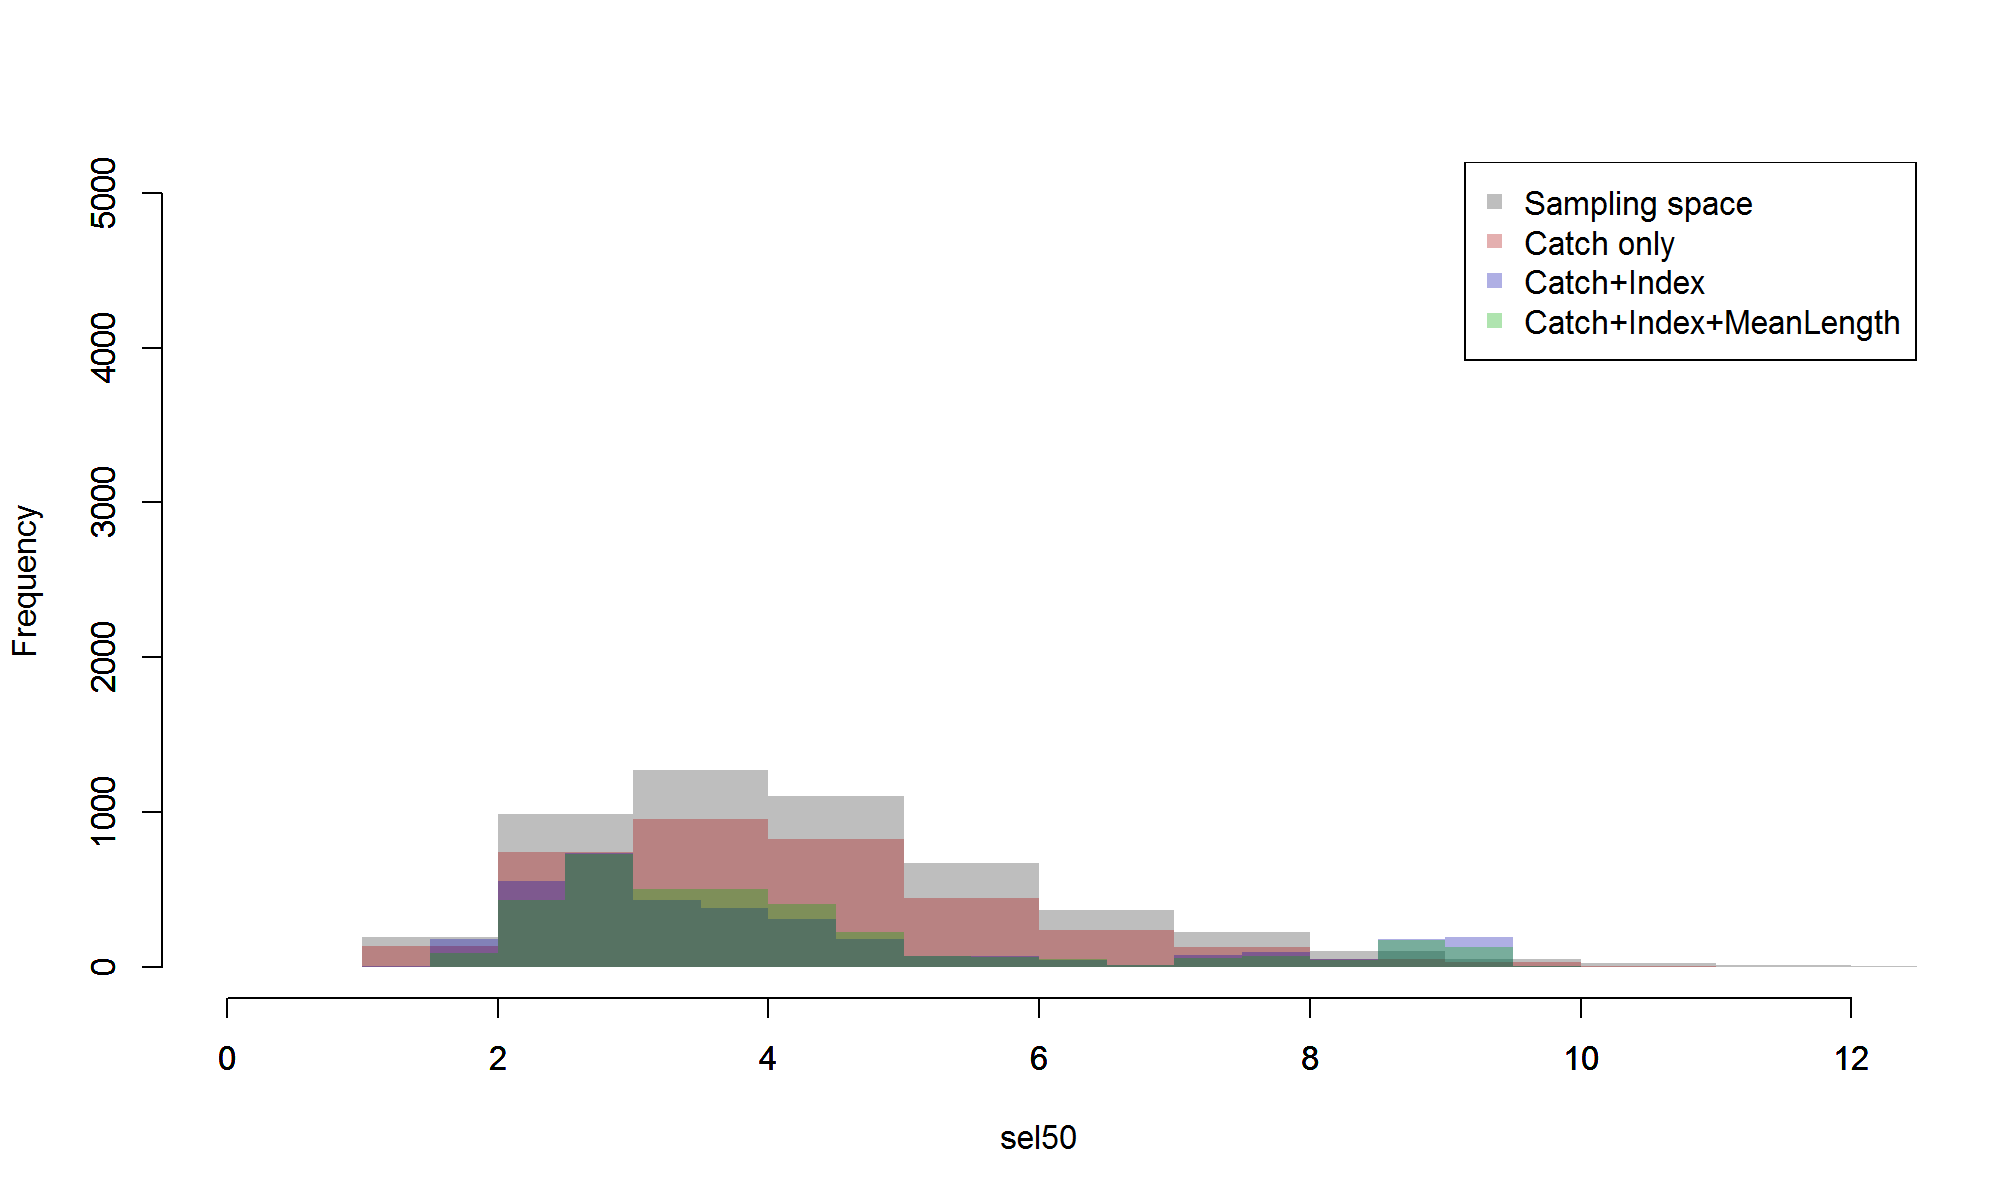 5000
4000
3000
2000
1000
0
Frequency
Sampling space
Catch only
Catch+Index
Catch+Index+MeanLength
0 2 4 6 8 10 12
sel50